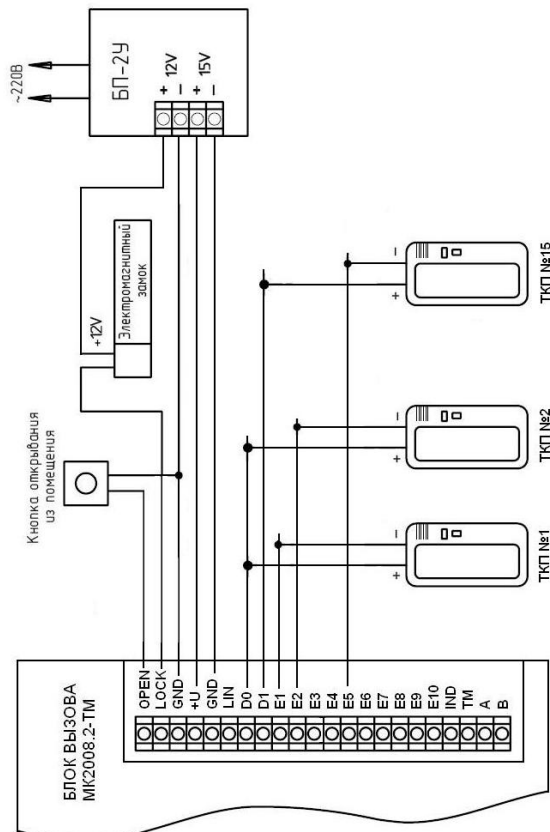 ~220В
БП-2У
+ 12V
−
+ 15V
−
+12V
Электромагнитный
замок
Кнопка открывания
из помещения
ТКП №15
+ −
ТКП №2
+ −
ТКП №1
+ −
БЛОК ВЫЗОВА
МК2008.2-ТМ
OPEN
LOCK
GND
+U
GND
LIN
D0
D1
E1
E2
E3
E4
E5
E6
E7
E8
E9
E10
IND
TM
A
B